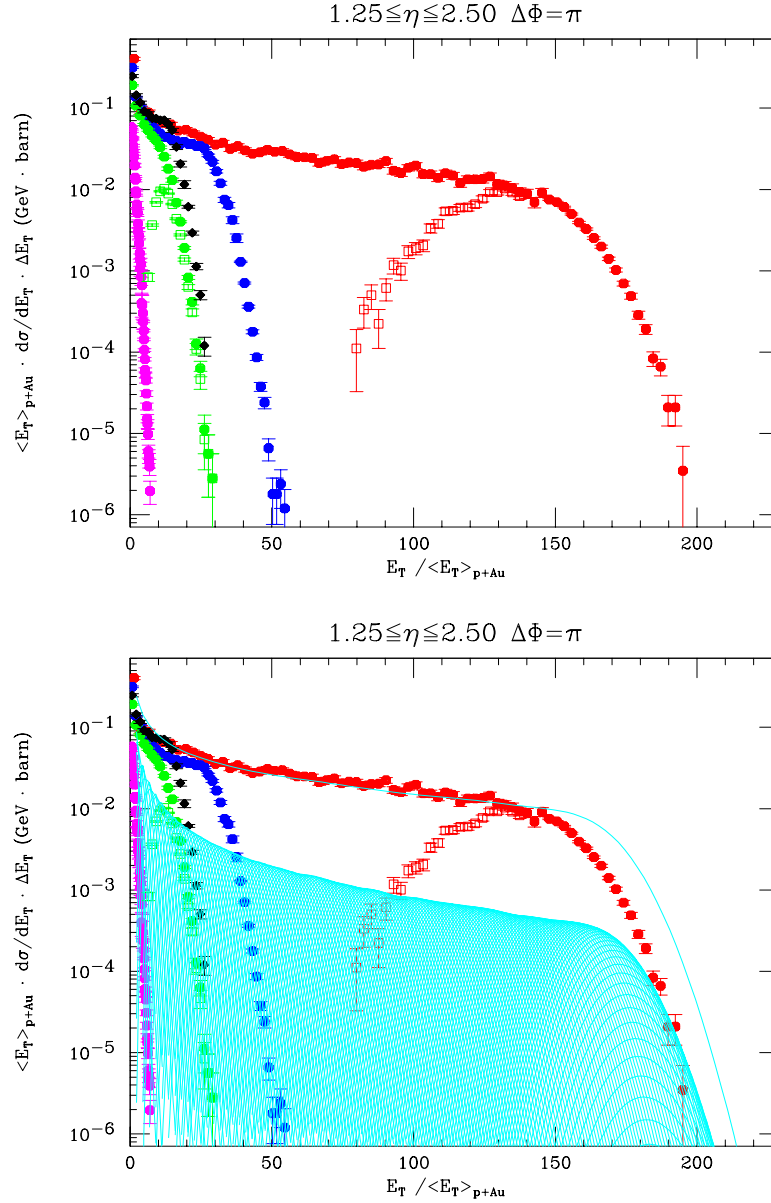 1.25≦η≦2.50 ΔΦ=π
<E_T>_p+Au · dσ/dE_T · ΔE_T (GeV · barn)
10^-1
10^-2
10^-3
10^-4
10^-5
10^-6
0 50 100 150 200
E_T /<E_T>_p+Au
1.25≦η≦2.50 ΔΦ=π
<E_T>_p+Au · dσ/dE_T · ΔE_T (GeV · barn)
10^-1
10^-2
10^-3
10^-4
10^-5
10^-6
0 50 100 150 200
E_T /<E_T>_p+Au